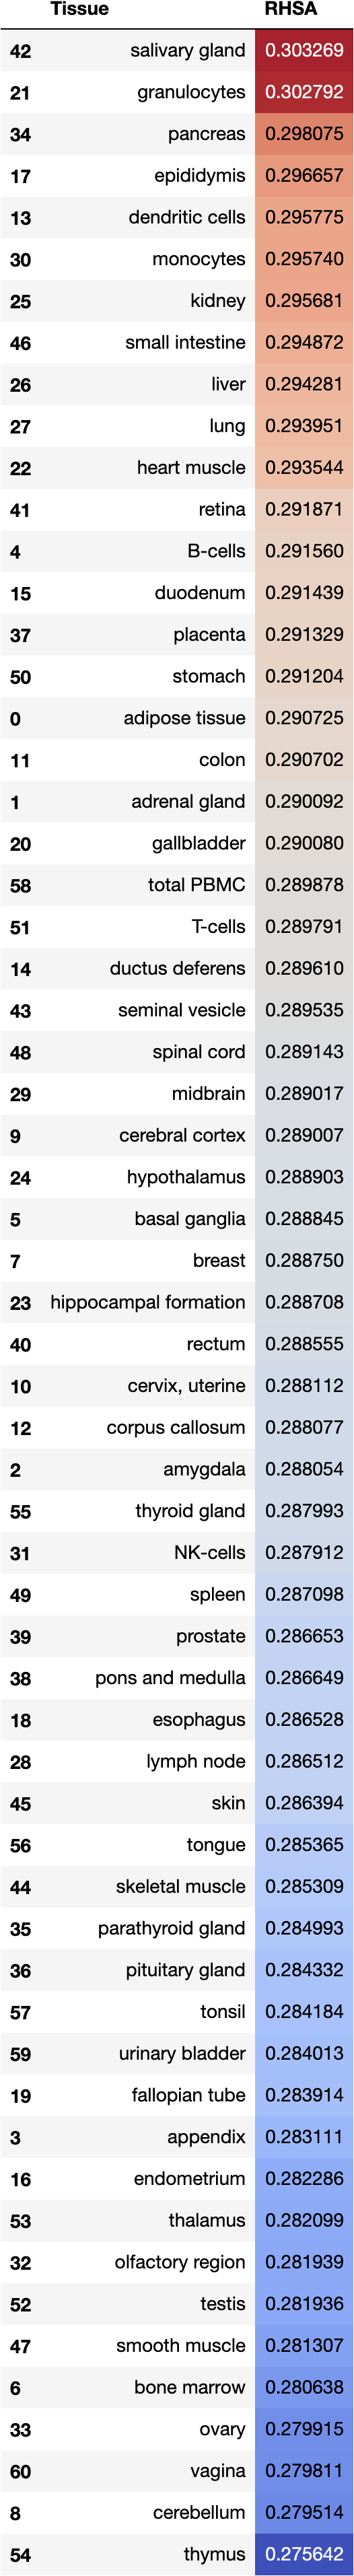 Tissue RHSA
42 salivary gland 0.303269
21 granulocytes 0.302792
34 pancreas 0.298075
17 epididymis 0.296657
13 dendritic cells 0.295775
30 monocytes 0.295740
25 kidney 0.295681
46 small intestine 0.294872
26 liver 0.294281
27 lung 0.293951
22 heart muscle 0.293544
41 retina 0.291871
4 B-cells 0.291560
15 duodenum 0.291439
37 placenta 0.291329
50 stomach 0.291204
0 adipose tissue 0.290725
11 colon 0.290702
1 adrenal gland 0.290092
20 gallbladder 0.290080
58 total PBMC 0.289878
51 T-cells 0.289791
14 ductus deferens 0.289610
43 seminal vesicle 0.289535
48 spinal cord 0.289143
29 midbrain 0.289017
9 cerebral cortex 0.289007
24 hypothalamus 0.288903
5 basal ganglia 0.288845
7 breast 0.288750
23 hippocampal formation 0.288708
40 rectum 0.288555
10 cervix, uterine 0.288112
12 corpus callosum 0.288077
2 amygdala 0.288054
55 thyroid gland 0.287993
31 NK-cells 0.287912
49 spleen 0.287098
39 prostate 0.286653
38 pons and medulla 0.286649
18 esophagus 0.286528
28 lymph node 0.286512
45 skin 0.286394
56 tongue 0.285365
44 skeletal muscle 0.285309
35 parathyroid gland 0.284993
36 pituitary gland 0.284332
57 tonsil 0.284184
59 urinary bladder 0.284013
19 fallopian tube 0.283914
3 appendix 0.283111
16 endometrium 0.282286
53 thalamus 0.282099
32 olfactory region 0.281939
52 testis 0.281936
47 smooth muscle 0.281307
6 bone marrow 0.280638
33 ovary 0.279915
60 vagina 0.279811
8 cerebellum 0.279514
54 thymus 0.275642